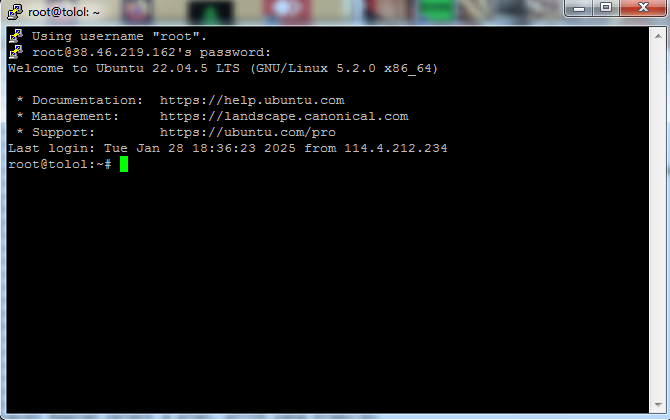 root@tolol: ~
Using username "root".
root@38.46.219.162's password:
Welcome to Ubuntu 22.04.5 LTS (GNU/Linux 5.2.0 x86_64)
* Documentation:  https://help.ubuntu.com
* Management:     https://landscape.canonical.com
* Support:        https://ubuntu.com/pro
Last login: Tue Jan 28 18:36:23 2025 from 114.4.212.234
root@tolol:~#